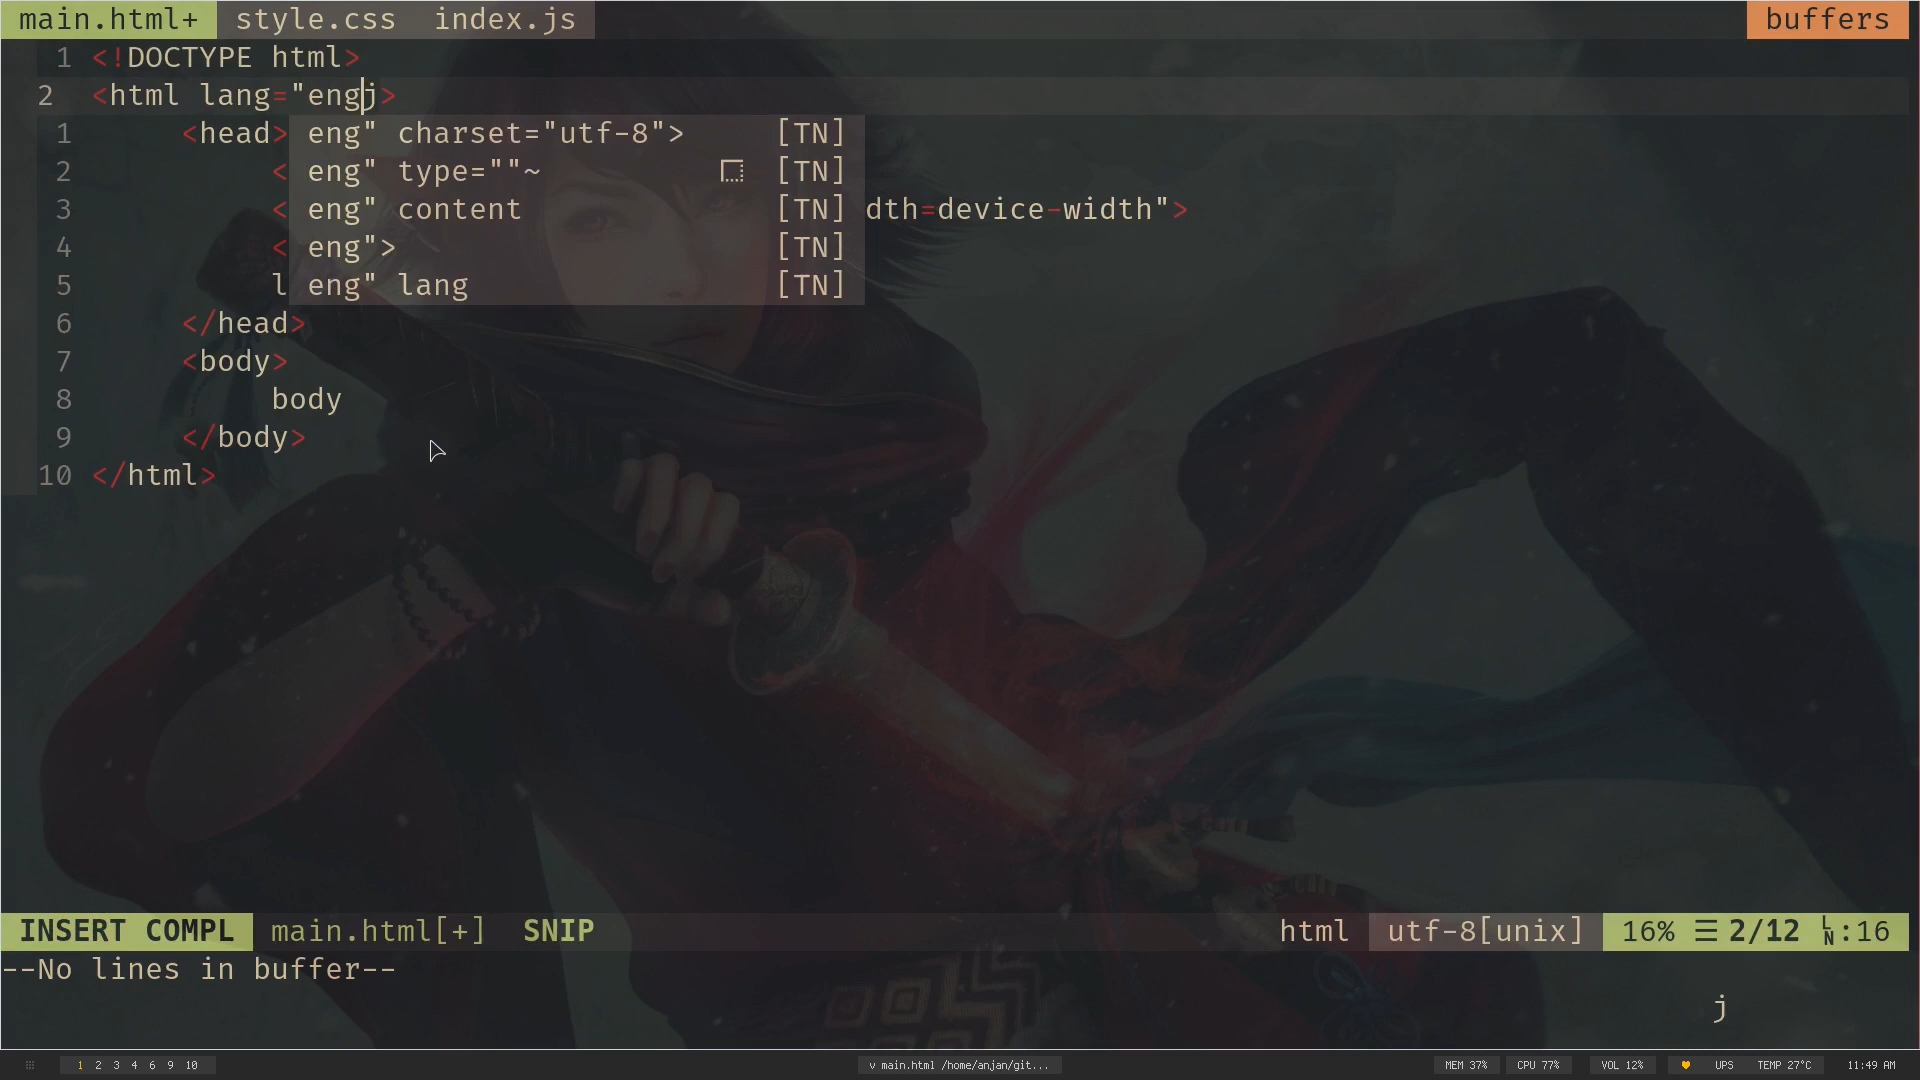 main.html+ style.css index.js buffers
1 <!DOCTYPE html>
2 <html lang="engj>
1 <head> eng" charset="utf-8"> [TN]
2 < eng" type=""~ [TN]
3 < eng" content [TN] dth=device-width">
4 < eng"> [TN]
5 l eng" lang [TN]
6 </head>
7 <body>
8 body
9 </body>
10 </html>
INSERT COMPL main.html[+] SNIP html utf-8[unix] 16% ☰ 2/12 LN:16
--No lines in buffer--
j
1 2 3 4 6 9 10 v main.html /home/anjan/git... MEM 37% CPU 77% VOL 12% UPS TEMP 27°C 11:49 AM